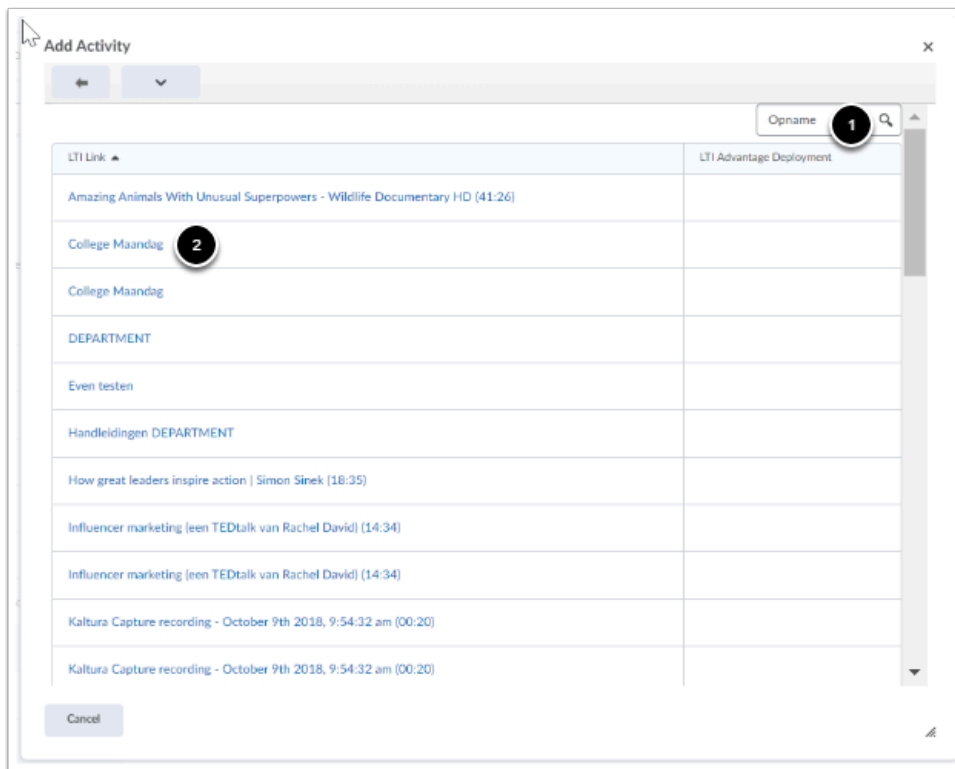 Add Activity
Opname 1
LTI Link LTI Advantage Deployment
Amazing Animals With Unusual Superpowers - Wildlife Documentary HD (41:26)
College Maandag 2
College Maandag
DEPARTMENT
Even testen
Handleidingen DEPARTMENT
How great leaders inspire action | Simon Sinek (18:35)
Influencer marketing (een TEDtalk van Rachel David) (14:34)
Influencer marketing (een TEDtalk van Rachel David) (14:34)
Kaltura Capture recording - October 9th 2018, 9:54:32 am (00:20)
Kaltura Capture recording - October 9th 2018, 9:54:32 am (00:20)
Cancel